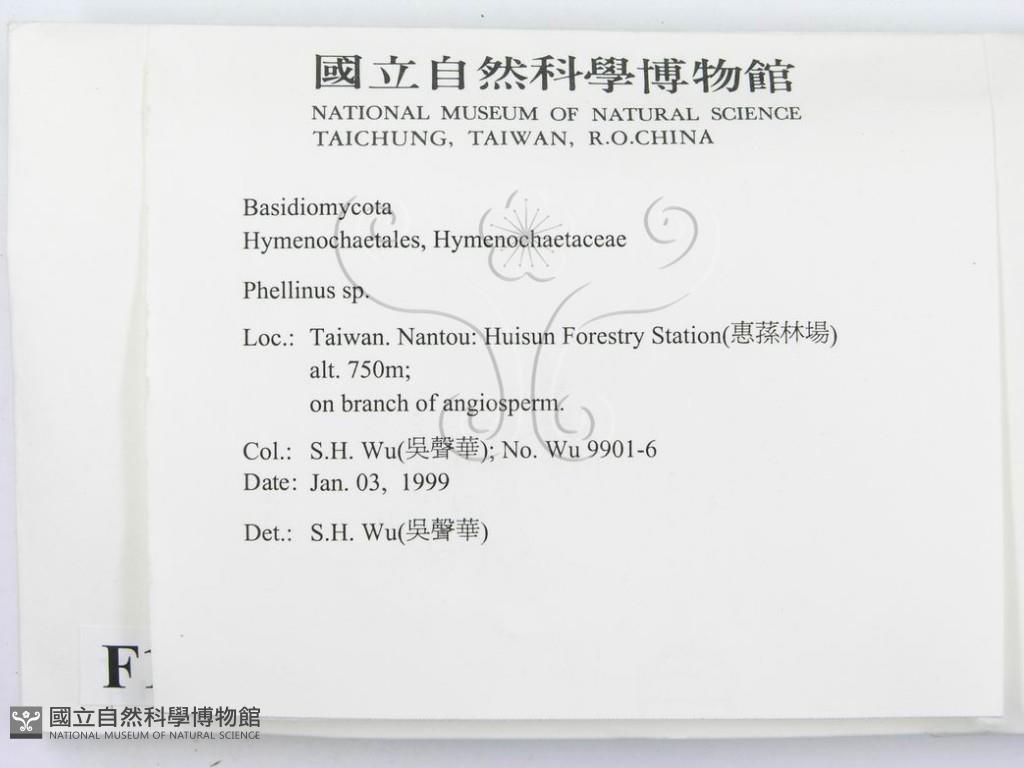 國立自然科學博物館
NATIONAL MUSEUM OF NATURAL SCIENCE
TAICHUNG, TAIWAN, R.O.CHINA
Basidiomycota
Hymenochaetales, Hymenochaetaceae
Phellinus sp.
Loc.: Taiwan. Nantou: Huisun Forestry Station(惠蓀林場)
alt. 750m;
on branch of angiosperm.
Col.: S.H. Wu(吳聲華); No. Wu 9901-6
Date: Jan. 03, 1999
Det.: S.H. Wu(吳聲華)
國立自然科學博物館
NATIONAL MUSEUM OF NATURAL SCIENCE